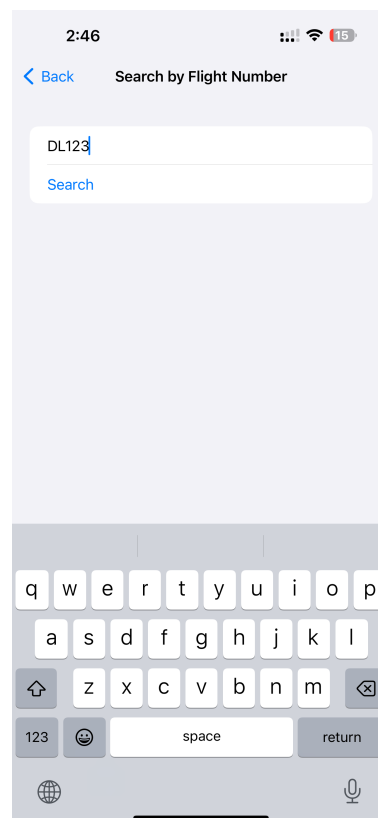 2:46
15
Back
Search by Flight Number
DL123
Search
q w e r t y u i o p
a s d f g h j k l
z x c v b n m
123 space return